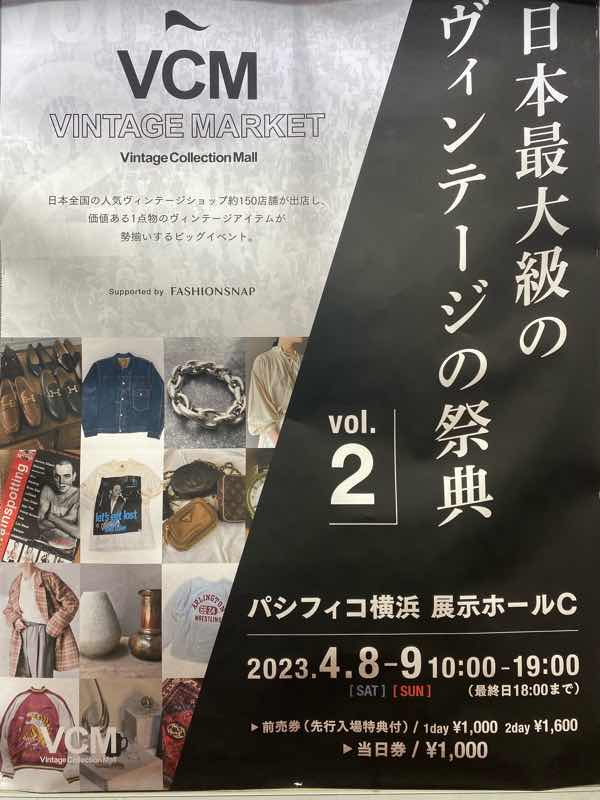 VCM
VINTAGE MARKET
Vintage Collection Mall
日本全国の人気ヴィンテージショップ約150店舗が出店し、
価値ある1点物のヴィンテージアイテムが
勢揃いするビッグイベント。
Supported by FASHIONSNAP
日本最大級の
ヴィンテージの祭典
vol.
2
rainspotting
let's get lost
ARLINGTON
WRESTLING
パシフィコ横浜 展示ホールC
2023.4.8-9 10:00-19:00
[SAT] [SUN] (最終日18:00まで)
▶前売券(先行入場特典付) / 1day ¥1,000 2day ¥1,600
▶当日券 / ¥1,000
VCM
Vintage Collection Mall